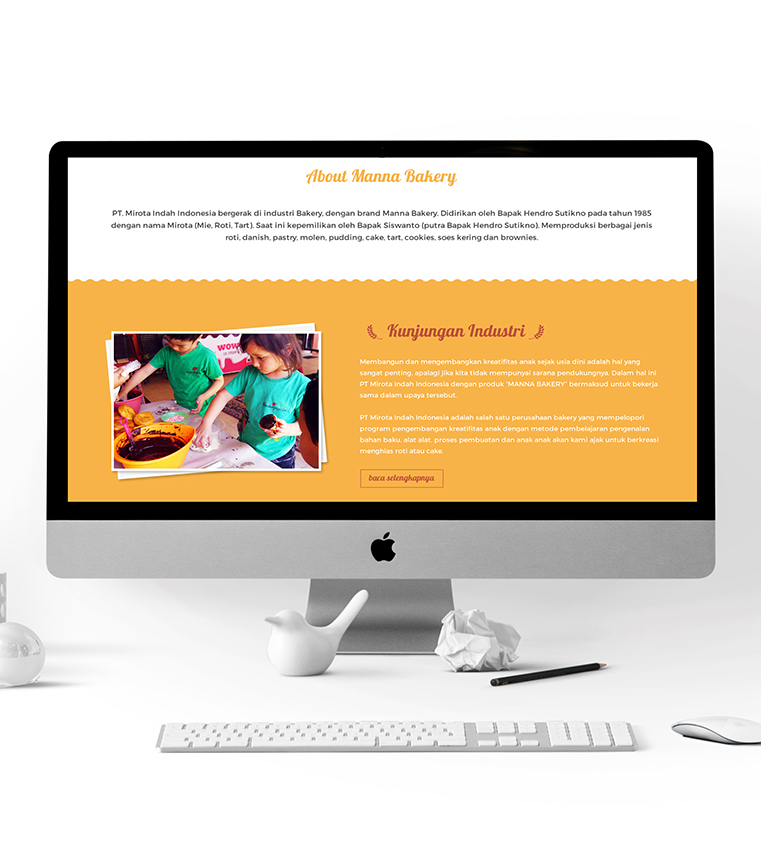 About Manna Bakery
PT. Mirota Indah Indonesia bergerak di industri Bakery, dengan brand Manna Bakery. Didirikan oleh Bapak Hendro Sutikno pada tahun 1985
dengan nama Mirota (Mie, Roti, Tart). Saat ini kepemilikan oleh Bapak Siswanto (putra Bapak Hendro Sutikno). Memproduksi berbagai jenis
roti, danish, pastry, molen, pudding, cake, tart, cookies, soes kering dan brownies.
wow
Kunjungan Industri
Membangun dan mengembangkan kreatifitas anak sejak usia dini adalah hal yang
sangat penting, apalagi jika kita tidak mempunyai sarana pendukungnya. Dalam hal ini
PT Mirota Indah Indonesia dengan produk "MANNA BAKERY" bermaksud untuk bekerja
sama dalam upaya tersebut.
PT Mirota Indah Indonesia adalah salah satu perusahaan bakery yang mempelopori
program pengembangan kreatifitas anak dengan metode pembelajaran pengenalan
bahan baku, alat alat, proses pembuatan dan anak anak akan kami ajak untuk berkreasi
menghias roti atau cake.
baca selengkapnya